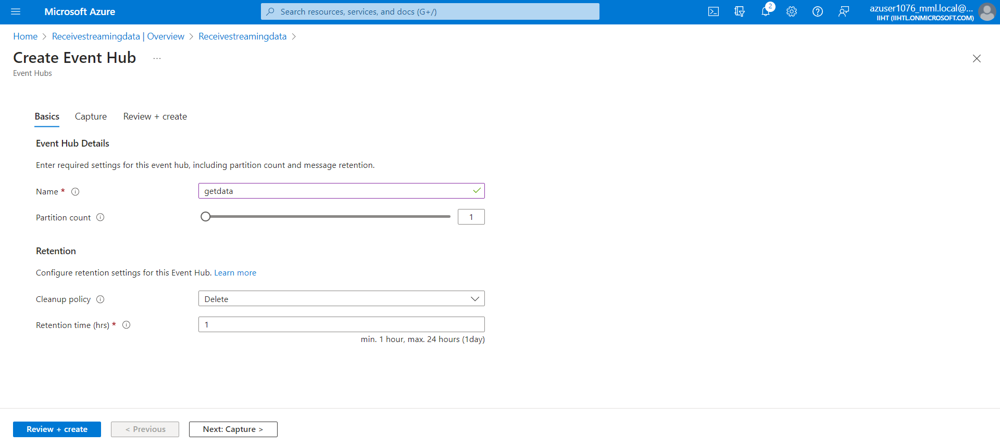 Microsoft Azure
Search resources, services, and docs (G+/)
2
azuser1076_mml.local@...
IIHT (IIHTL.ONMICROSOFT.COM)
Home > Receivestreamingdata | Overview > Receivestreamingdata >
Create Event Hub ...
Event Hubs
Basics Capture Review + create
Event Hub Details
Enter required settings for this event hub, including partition count and message retention.
Name * getdata
Partition count 1
Retention
Configure retention settings for this Event Hub. Learn more
Cleanup policy Delete
Retention time (hrs) * 1
min. 1 hour, max. 24 hours (1day)
Review + create < Previous Next: Capture >